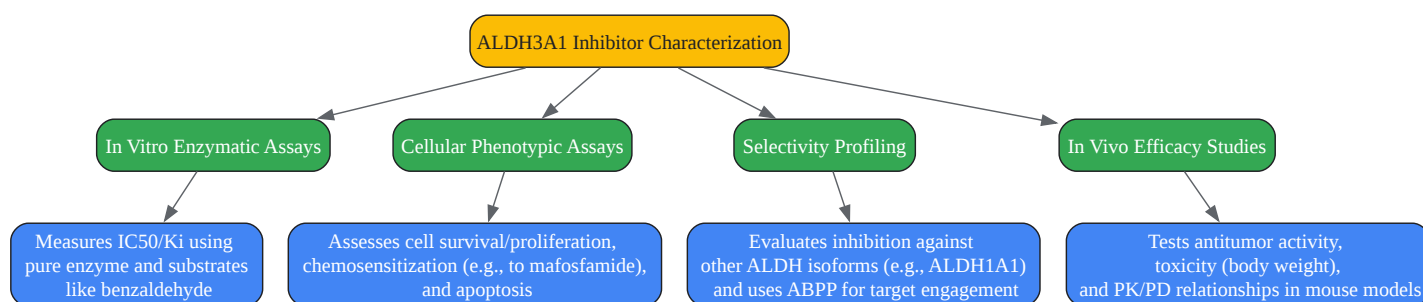 ALDH3A1 Inhibitor Characterization
In Vitro Enzymatic Assays
Cellular Phenotypic Assays
Selectivity Profiling
In Vivo Efficacy Studies
Measures IC50/Ki using
pure enzyme and substrates
like benzaldehyde
Assesses cell survival/proliferation,
chemosensitization (e.g., to mafosfamide),
and apoptosis
Evaluates inhibition against
other ALDH isoforms (e.g., ALDH1A1)
and uses ABPP for target engagement
Tests antitumor activity,
toxicity (body weight),
and PK/PD relationships in mouse models